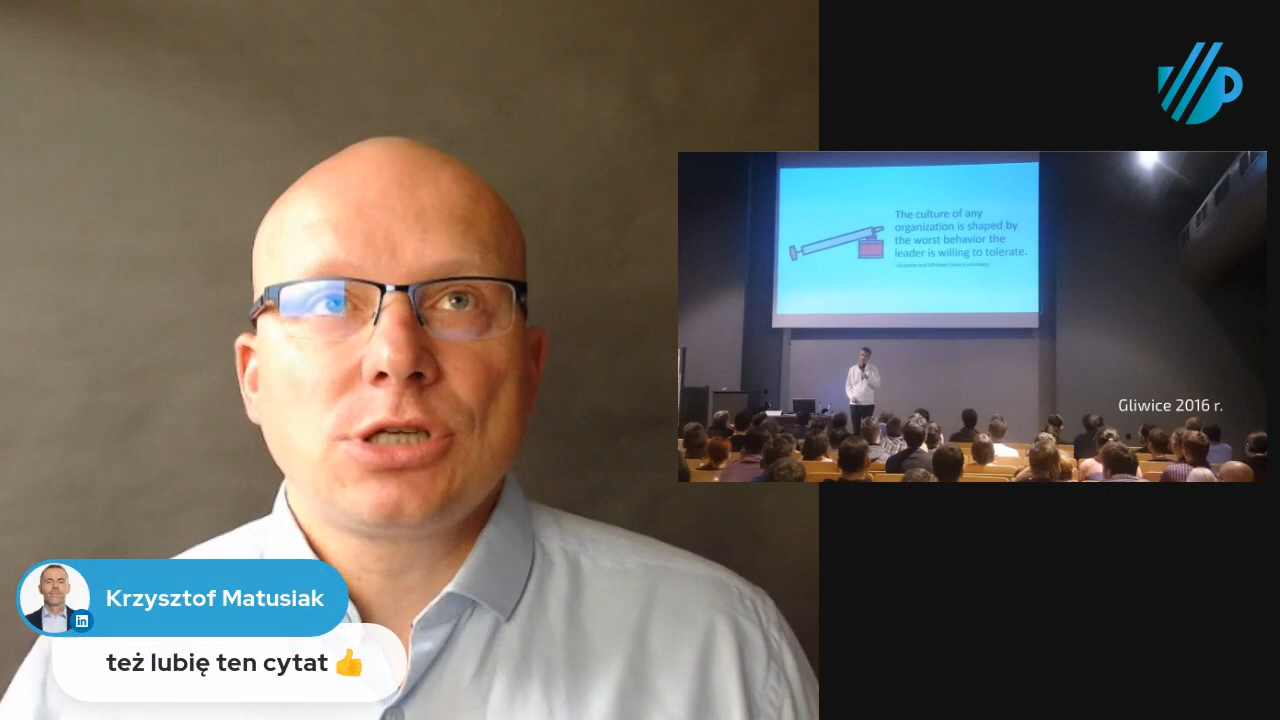 The culture of any
organization is shaped by
the worst behavior the
leader is willing to tolerate.
Gliwice 2016 r.
Krzysztof Matusiak
in
też lubię ten cytat 👍